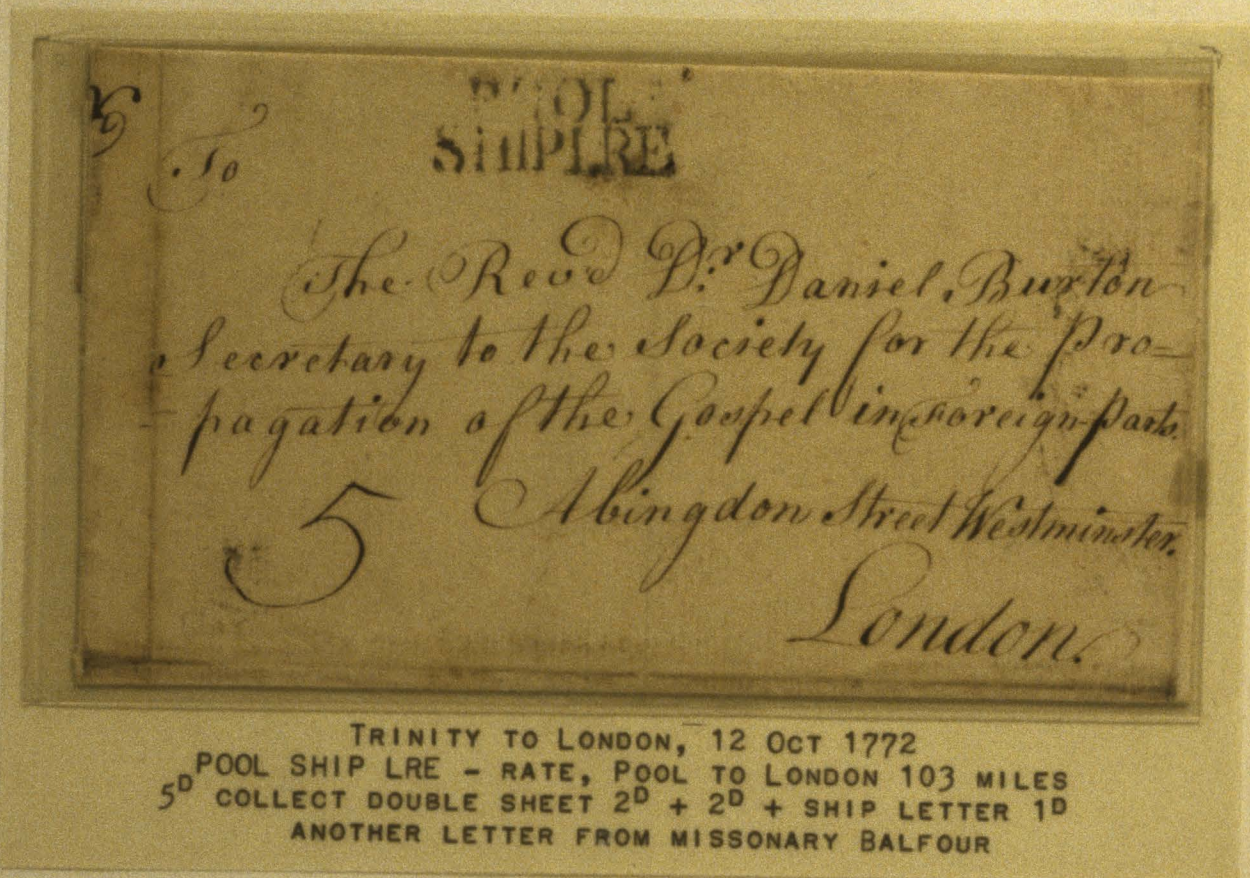 POOL
SHIPLRE
To
The Revd Dr. Daniel Burton
Secretary to the Society for the Pro=
pagation of the Gospel in Foreign Parts.
5 Abingdon Street Westminster.
London.
TRINITY TO LONDON, 12 OCT 1772
POOL SHIP LRE - RATE, POOL TO LONDON 103 MILES
5D COLLECT DOUBLE SHEET 2D + 2D + SHIP LETTER 1D
ANOTHER LETTER FROM MISSONARY BALFOUR